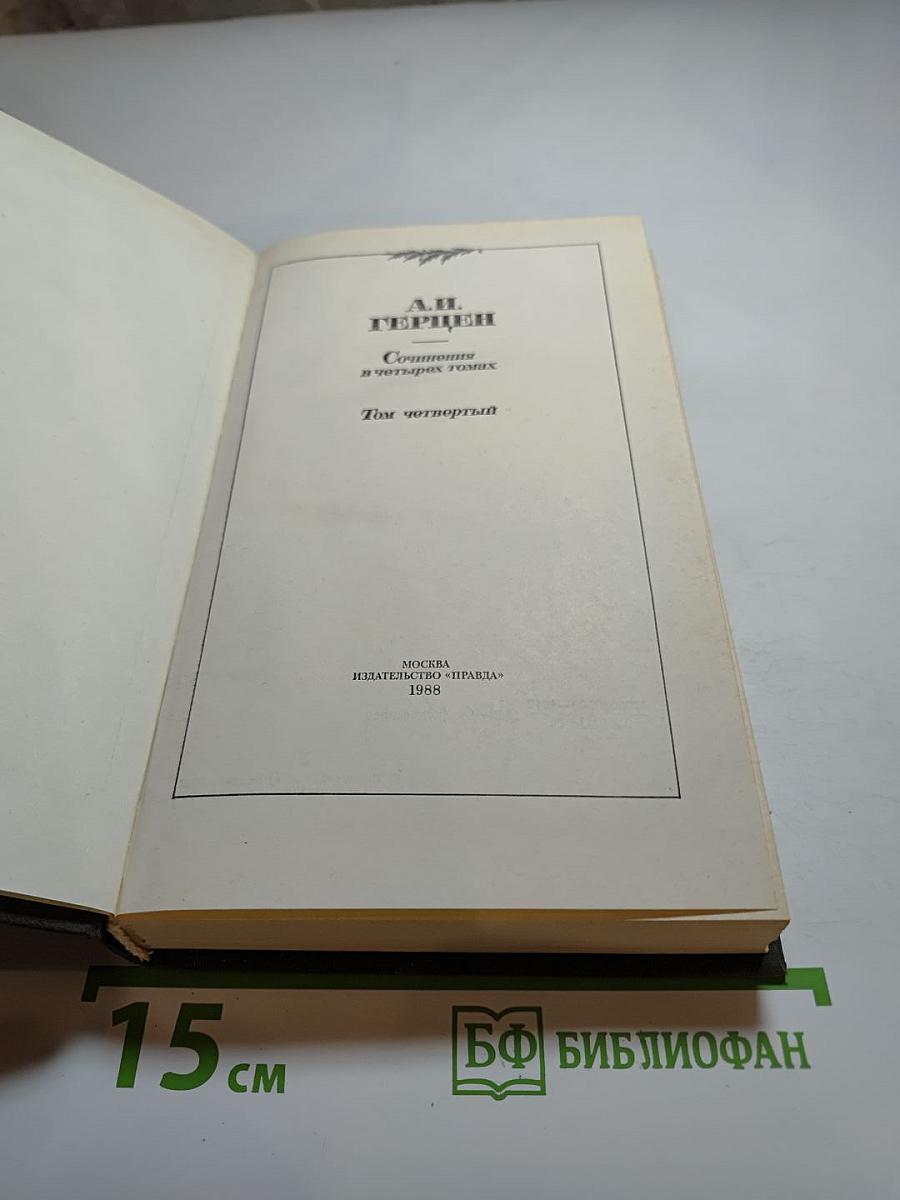 А.И.
ГЕРЦЕН
Сочинения
в четырех томах
Том четвертый
МОСКВА
ИЗДАТЕЛЬСТВО «ПРАВДА»
1988
15 см
БФ БИБЛИОФАН